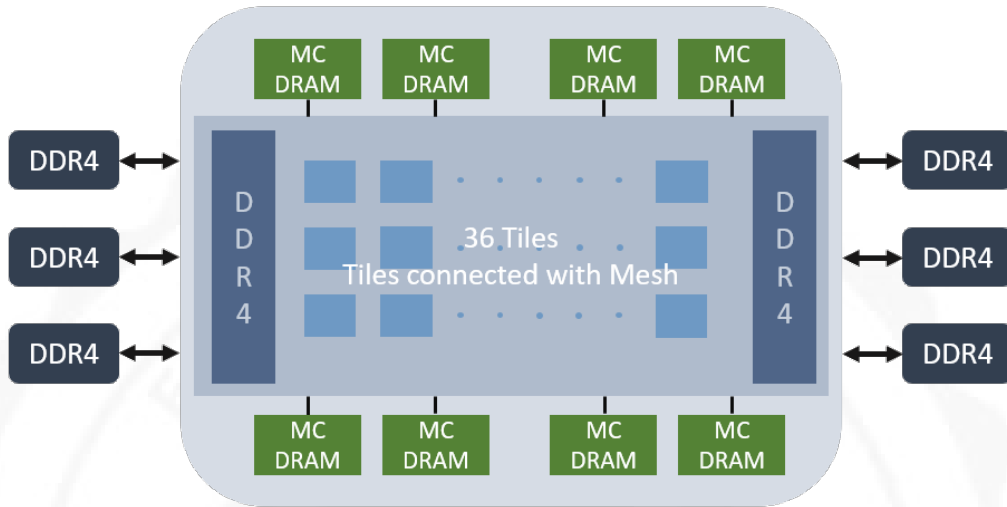 MC
DRAM
MC
DRAM
MC
DRAM
MC
DRAM
DDR4
DDR4
DDR4
D
D
R
4
36 Tiles
Tiles connected with Mesh
D
D
R
4
DDR4
DDR4
DDR4
MC
DRAM
MC
DRAM
MC
DRAM
MC
DRAM